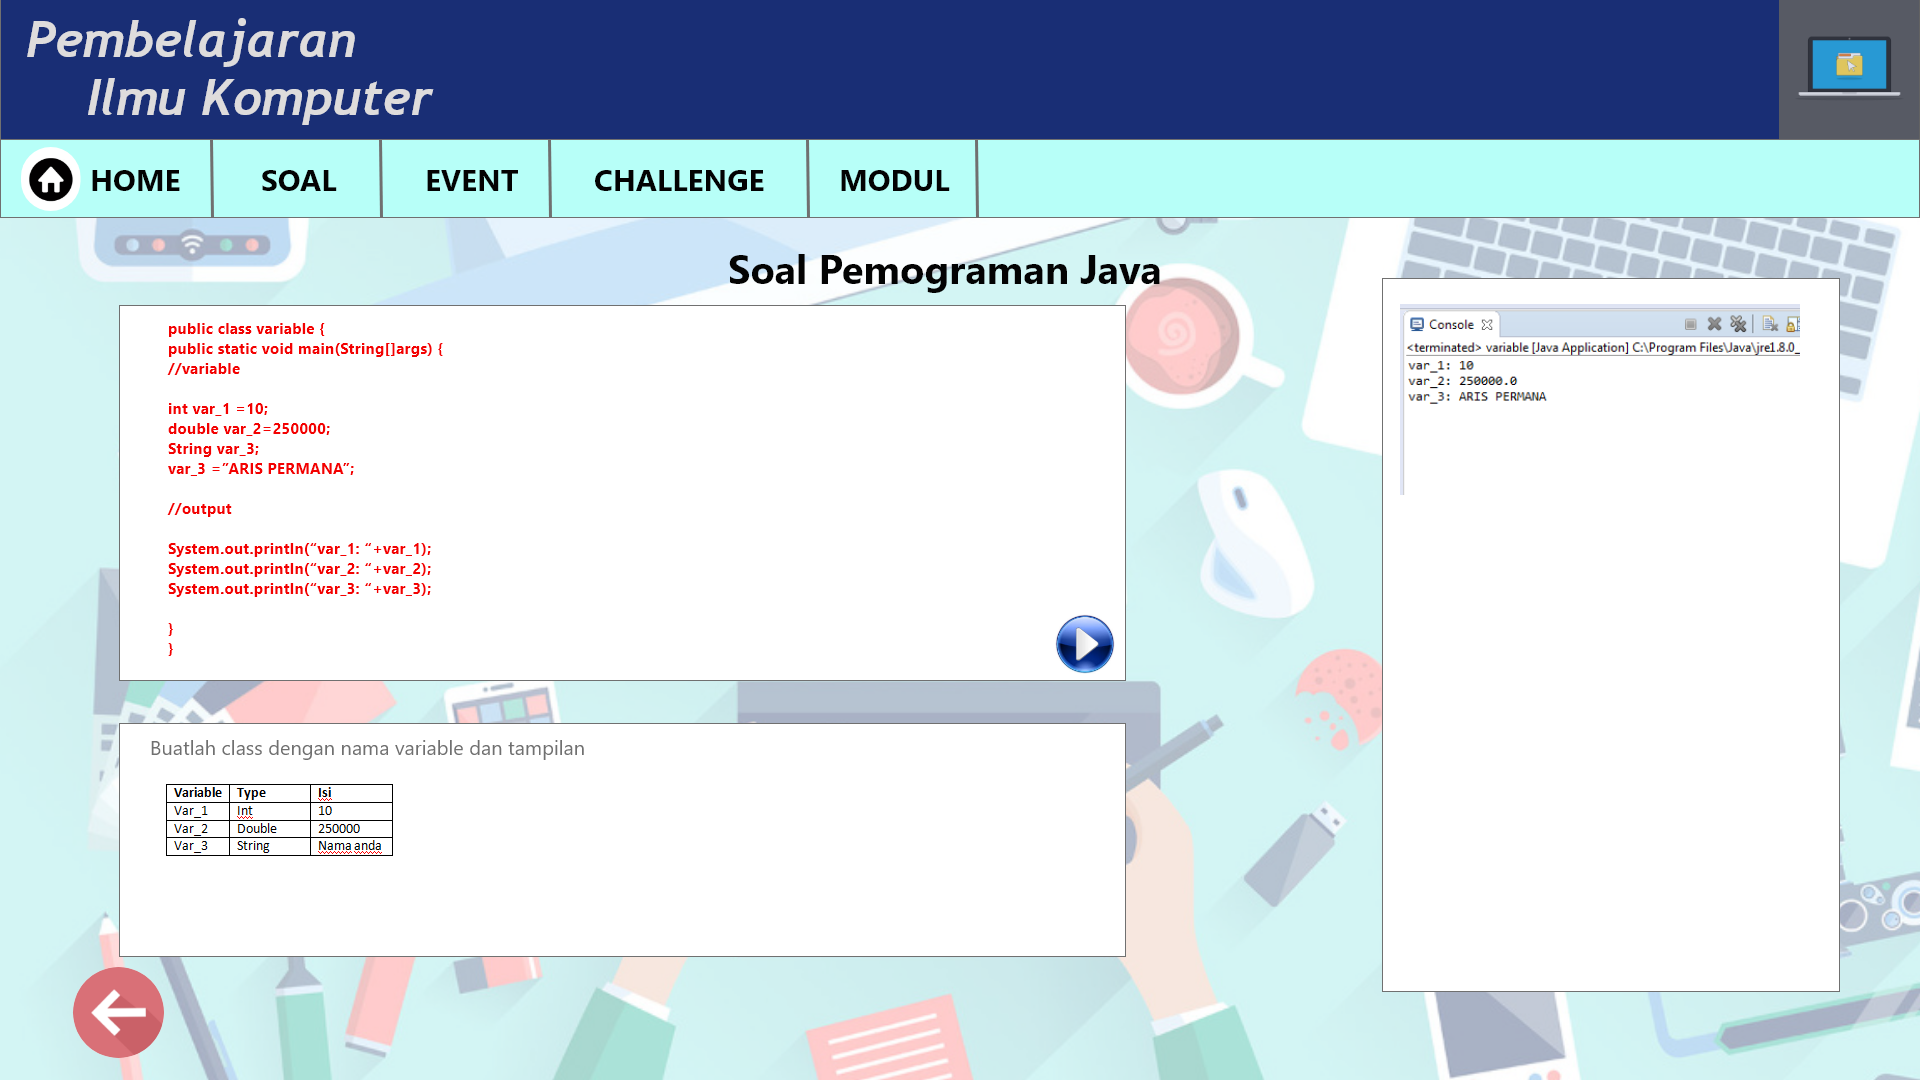 Pembelajaran
Ilmu Komputer
HOME SOAL EVENT CHALLENGE MODUL
Soal Pemograman Java
public class variable {
public static void main(String[]args) {
//variable
int var_1 =10;
double var_2=250000;
String var_3;
var_3 =”ARIS PERMANA”;
//output
System.out.println(“var_1: “+var_1);
System.out.println(“var_2: “+var_2);
System.out.println(“var_3: “+var_3);
}
}
Console
<terminated> variable [Java Application] C:\Program Files\Java\jre1.8.0_
var_1: 10
var_2: 250000.0
var_3: ARIS PERMANA
Buatlah class dengan nama variable dan tampilan
Variable Type Isi
Var_1 Int 10
Var_2 Double 250000
Var_3 String Nama anda